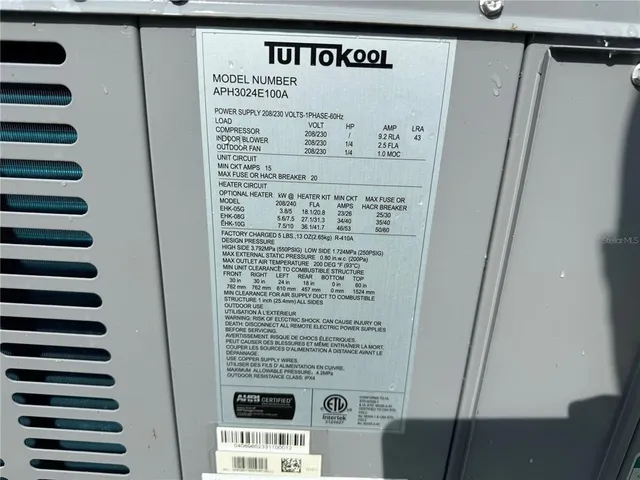 TUTTOKOOL
MODEL NUMBER
APH3024E100A
POWER SUPPLY 208/230 VOLTS-1PHASE-60Hz
LOAD VOLT HP AMP LRA
COMPRESSOR 208/230 / 9.2 RLA 43
INDOOR BLOWER 208/230 1/4 2.5 FLA
OUTDOOR FAN 208/230 1/4 1.0 MOC
UNIT CIRCUIT
MIN CKT AMPS 15
MAX FUSE OR HACR BREAKER 20
HEATER CIRCUIT
OPTIONAL HEATER kW @ HEATER KIT MIN CKT MAX FUSE OR
MODEL 208/240 FLA AMPS HACR BREAKER
EHK-05G 3.8/5 18.1/20.8 23/26 25/30
EHK-08G 5.6/7.5 27.1/31.3 34/40 35/40
EHK-10G 7.5/10 36.1/41.7 46/53 50/60
FACTORY CHARGED 5 LBS. ,13 OZ(2.65kg) R-410A
DESIGN PRESSURE
HIGH SIDE 3.792MPa (550PSIG) LOW SIDE 1.724MPa (250PSIG)
MAX EXTERNAL STATIC PRESSURE 0.80 in.w.c (200Pa)
MAX OUTLET AIR TEMPERATURE 200 DEG °F (93°C)
MIN UNIT CLEARANCE TO COMBUSTIBLE STRUCTURE
FRONT RIGHT LEFT REAR BOTTOM TOP
30 in 30 in 24 in 18 in 0 in 60 in
762 mm 762 mm 610 mm 457 mm 0 mm 1524 mm
MIN CLEARANCE FOR AIR SUPPLY DUCT TO COMBUSTIBLE
STRUCTURE 1 inch (25.4mm) ALL SIDES
OUTDOOR USE
UTILISATION À L'EXTÉRIEUR
WARNING: RISK OF ELECTRIC SHOCK. CAN CAUSE INJURY OR
DEATH: DISCONNECT ALL REMOTE ELECTRIC POWER SUPPLIES
BEFORE SERVICING.
AVERTISSEMENT. RISQUE DE CHOCS ÉLECTRIQUES
PEUT CAUSER DES BLESSURES ET MÊME ENTRAÎNER LA MORT.
COUPER TOUTES LES SOURCES D'ALIMENTATION À DISTANCE AVANT LE
DÉPANNAGE.
USE COPPER SUPPLY WIRES.
UTILISER DES FILS D'ALIMENTATION EN CUIVRE.
MAXIMUM ALLOWABLE PRESSURE: 4.2MPa
OUTDOOR RESISTANCE CLASS: IPX4
AHRI CERTIFIED
ETL
Intertek
StellarMLS